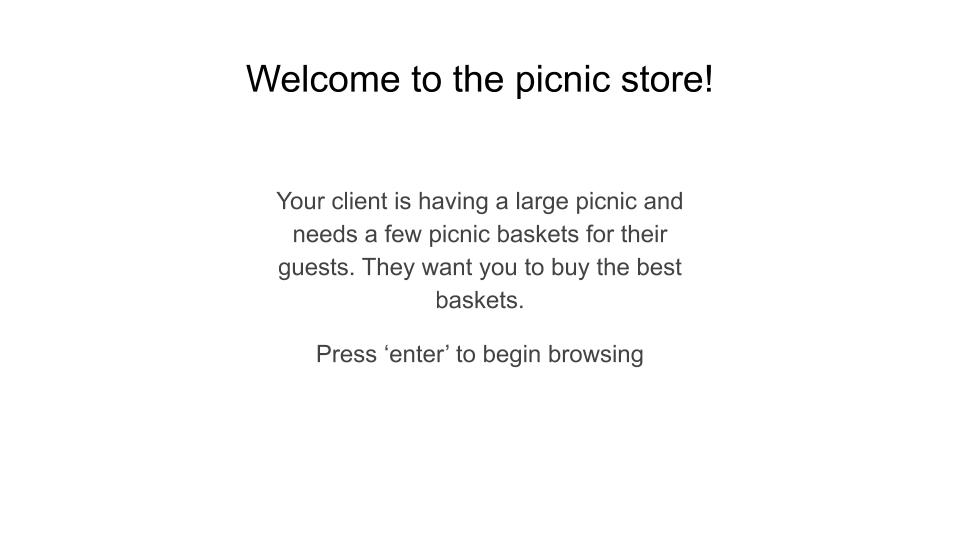 Welcome to the picnic store!
Your client is having a large picnic and
needs a few picnic baskets for their
guests. They want you to buy the best
baskets.
Press ‘enter’ to begin browsing